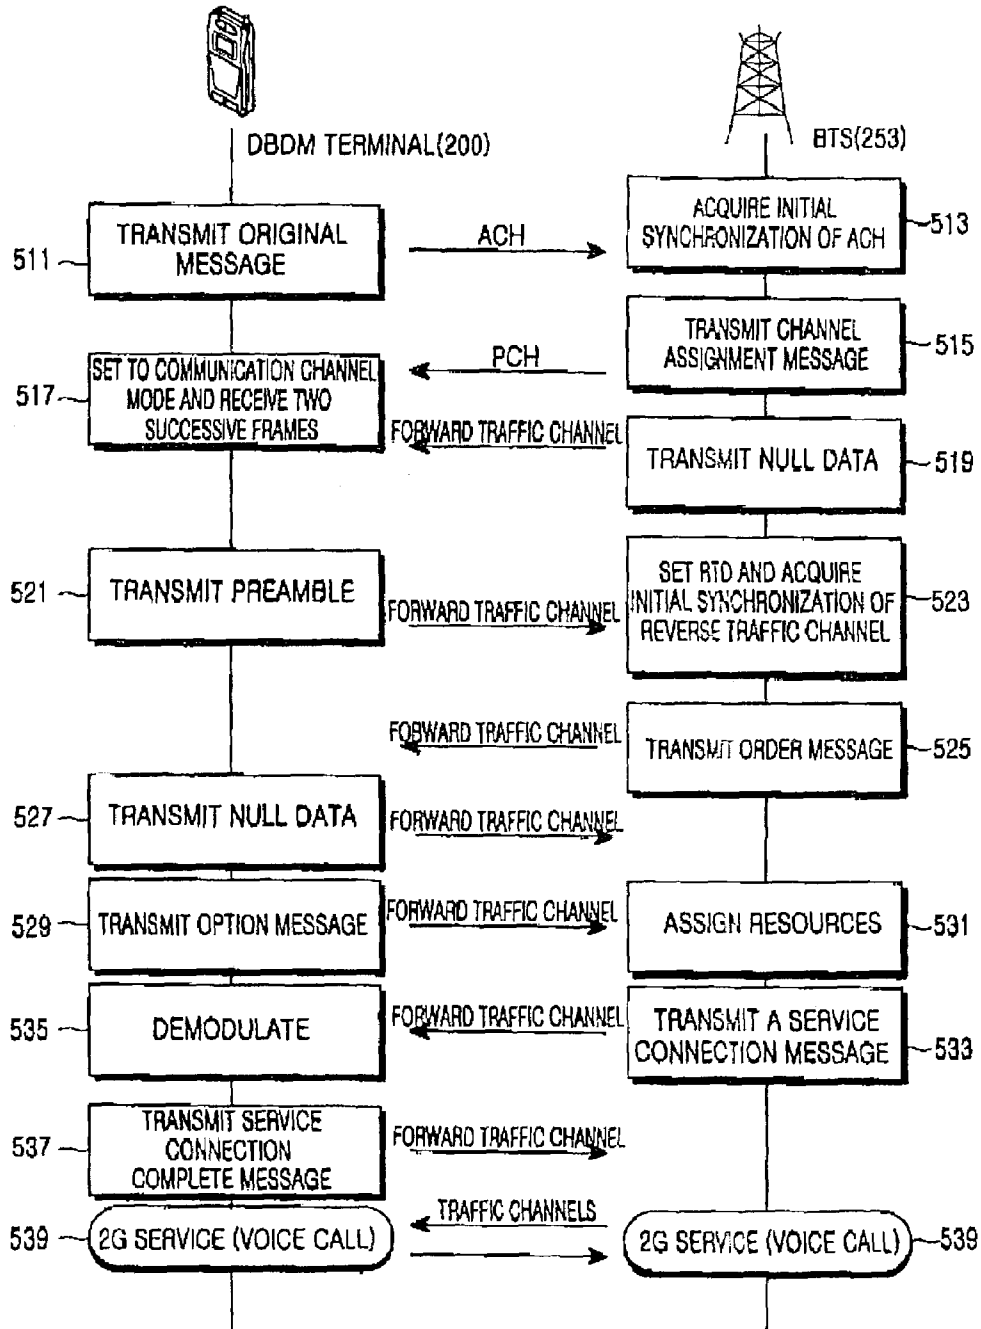 DBDM TERMINAL(200)
BTS(253)
511
TRANSMIT ORIGINAL
MESSAGE
ACH
ACQUIRE INITIAL
SYNCHRONIZATION OF ACH
513
TRANSMIT CHANNEL
ASSIGNMENT MESSAGE
515
PCH
517
SET TO COMMUNICATION CHANNEL
MODE AND RECEIVE TWO
SUCCESSIVE FRAMES
FORWARD TRAFFIC CHANNEL
TRANSMIT NULL DATA
519
521
TRANSMIT PREAMBLE
FORWARD TRAFFIC CHANNEL
SET RTD AND ACQUIRE
INITIAL SYNCHRONIZATION OF
REVERSE TRAFFIC CHANNEL
523
FORWARD TRAFFIC CHANNEL
TRANSMIT ORDER MESSAGE
525
527
TRANSMIT NULL DATA
FORWARD TRAFFIC CHANNEL
529
TRANSMIT OPTION MESSAGE
FORWARD TRAFFIC CHANNEL
ASSIGN RESOURCES
531
535
DEMODULATE
FORWARD TRAFFIC CHANNEL
TRANSMIT A SERVICE
CONNECTION MESSAGE
533
537
TRANSMIT SERVICE
CONNECTION
COMPLETE MESSAGE
FORWARD TRAFFIC CHANNEL
TRAFFIC CHANNELS
539
2G SERVICE (VOICE CALL)
2G SERVICE (VOICE CALL)
539